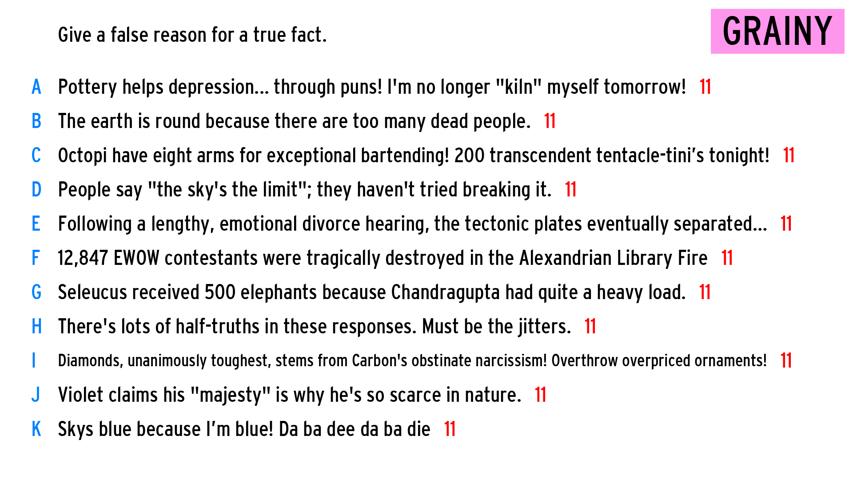 Give a false reason for a true fact.
GRAINY
A Pottery helps depression... through puns! I'm no longer "kiln" myself tomorrow! 11
B The earth is round because there are too many dead people. 11
C Octopi have eight arms for exceptional bartending! 200 transcendent tentacle-tini’s tonight! 11
D People say "the sky's the limit"; they haven't tried breaking it. 11
E Following a lengthy, emotional divorce hearing, the tectonic plates eventually separated... 11
F 12,847 EWOW contestants were tragically destroyed in the Alexandrian Library Fire 11
G Seleucus received 500 elephants because Chandragupta had quite a heavy load. 11
H There's lots of half-truths in these responses. Must be the jitters. 11
I Diamonds, unanimously toughest, stems from Carbon's obstinate narcissism! Overthrow overpriced ornaments! 11
J Violet claims his "majesty" is why he's so scarce in nature. 11
K Skys blue because I’m blue! Da ba dee da ba die 11